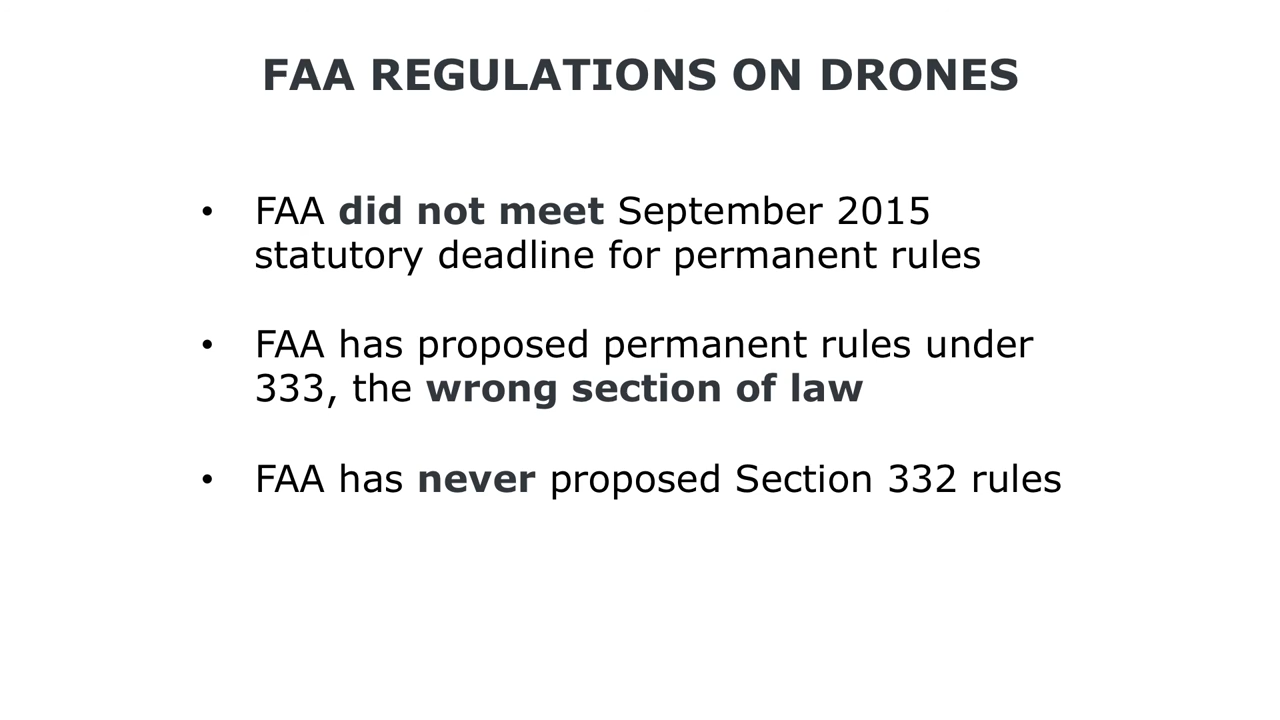 FAA REGULATIONS ON DRONES
• FAA did not meet September 2015
statutory deadline for permanent rules
• FAA has proposed permanent rules under
333, the wrong section of law
• FAA has never proposed Section 332 rules